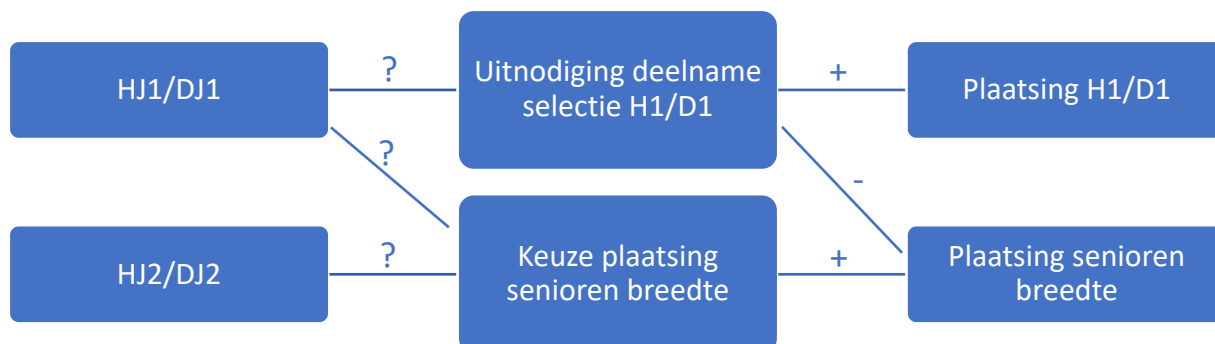 HJ1/DJ1
?
Uitnodiging deelname
selectie H1/D1
+
Plaatsing H1/D1
?
-
HJ2/DJ2
?
Keuze plaatsing
senioren breedte
+
Plaatsing senioren
breedte